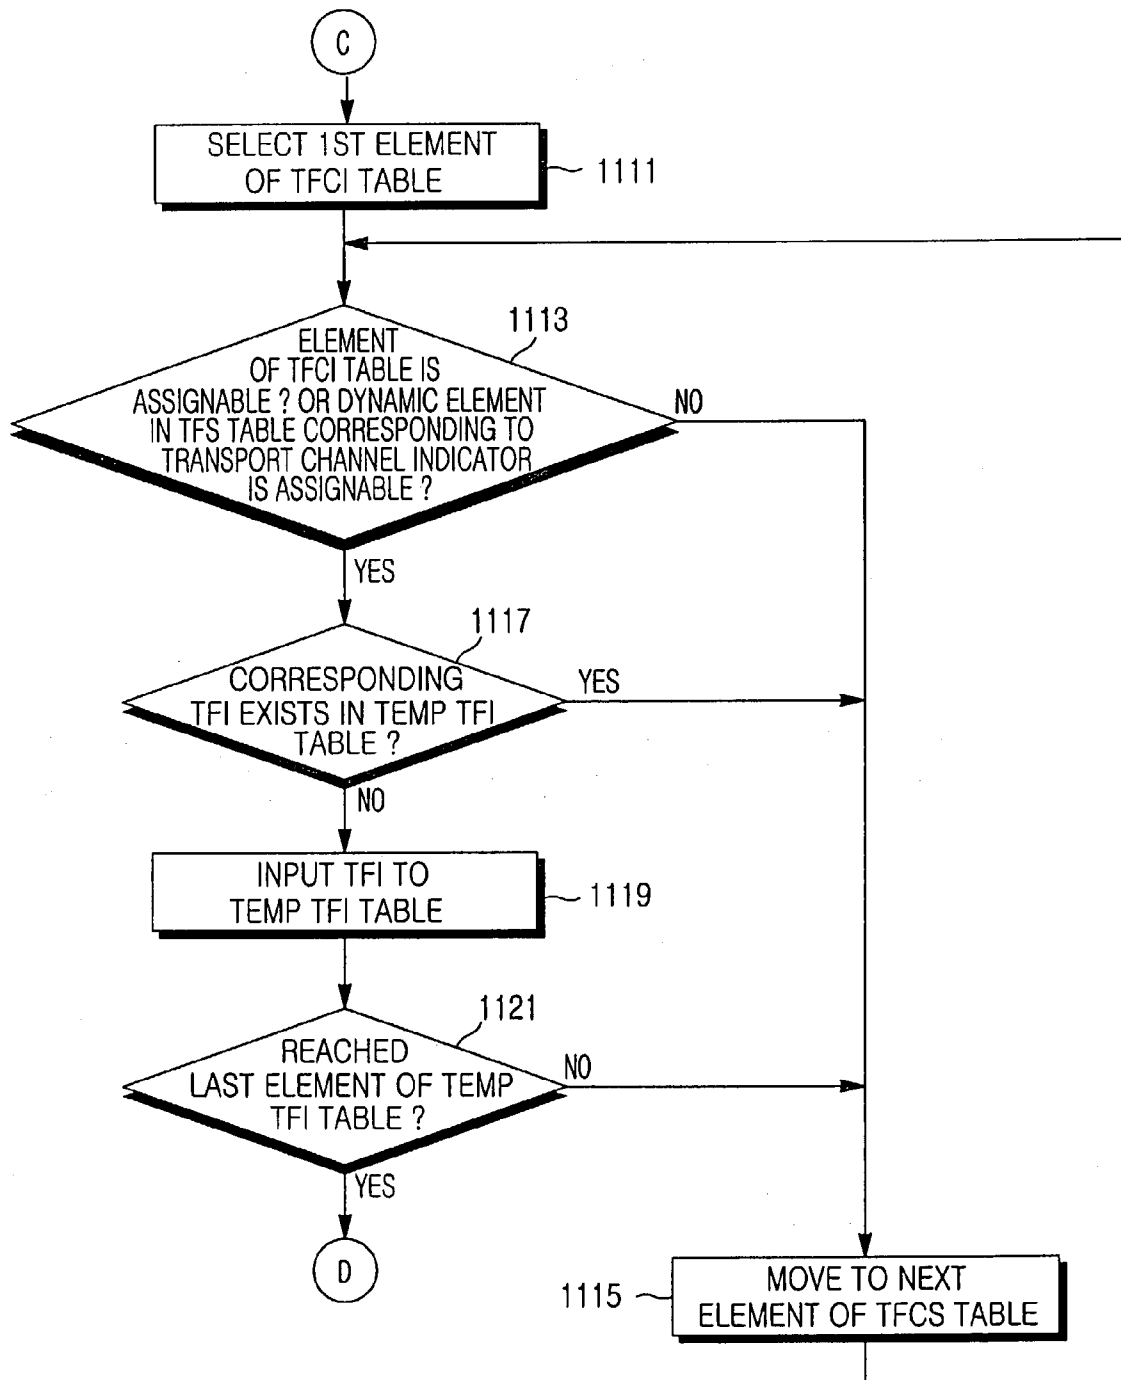 C
SELECT 1ST ELEMENT
OF TFCI TABLE
1111
1113
ELEMENT
OF TFCI TABLE IS
ASSIGNABLE ? OR DYNAMIC ELEMENT
IN TFS TABLE CORRESPONDING TO
TRANSPORT CHANNEL INDICATOR
IS ASSIGNABLE ?
NO
YES
1117
CORRESPONDING
TFI EXISTS IN TEMP TFI
TABLE ?
YES
NO
INPUT TFI TO
TEMP TFI TABLE
1119
1121
REACHED
LAST ELEMENT OF TEMP
TFI TABLE ?
NO
YES
D
1115
MOVE TO NEXT
ELEMENT OF TFCS TABLE